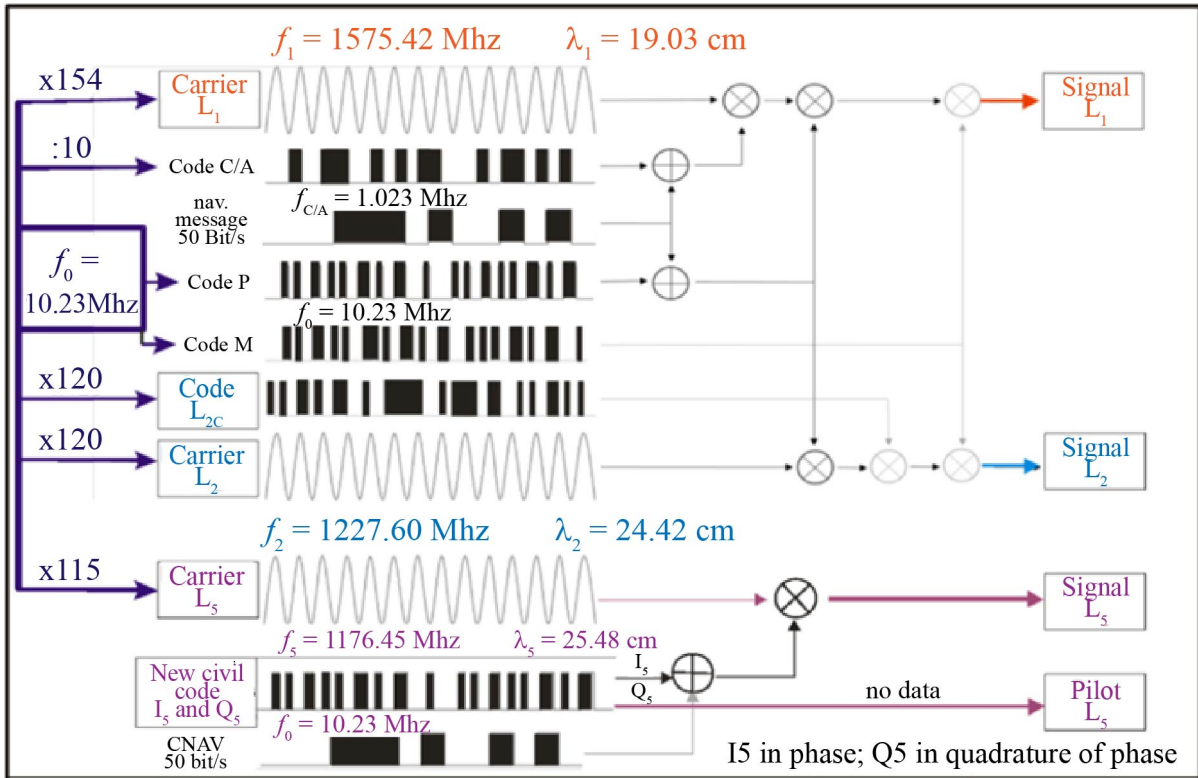 f₁ = 1575.42 Mhz λ₁ = 19.03 cm
x154
Carrier
L₁
Signal
L₁
:10
Code C/A
f_C/A = 1.023 Mhz
nav.
message
50 Bit/s
f₀ =
10.23Mhz
Code P
f₀ = 10.23 Mhz
Code M
x120
Code
L₂C
x120
Carrier
L₂
Signal
L₂
f₂ = 1227.60 Mhz λ₂ = 24.42 cm
x115
Carrier
L₅
Signal
L₅
f₅ = 1176.45 Mhz λ₅ = 25.48 cm
New civil
code
I₅ and Q₅
I₅
Q₅
no data
Pilot
L₅
f₀ = 10.23 Mhz
CNAV
50 bit/s
I5 in phase; Q5 in quadrature of phase